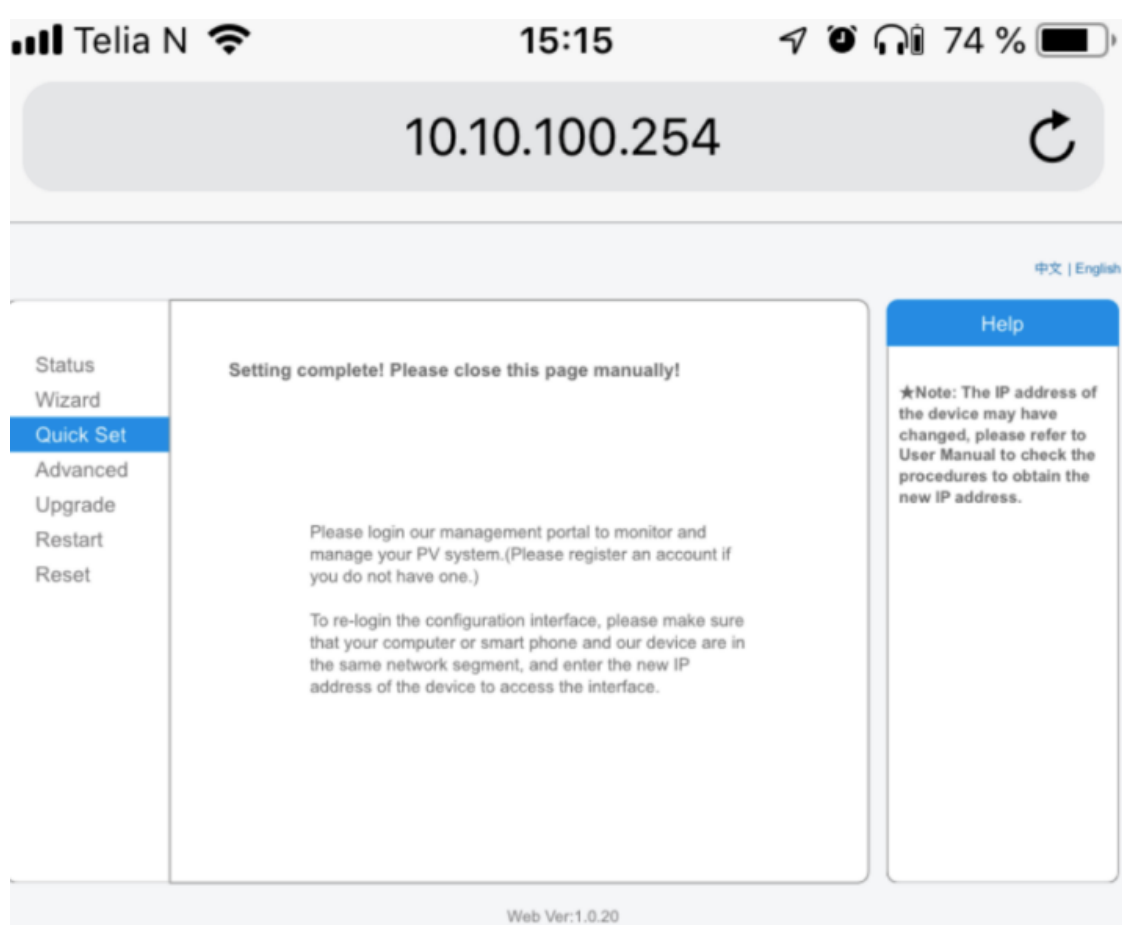 Telia N 15:15 74 %
10.10.100.254
中文 | English
Status
Wizard
Quick Set
Advanced
Upgrade
Restart
Reset
Setting complete! Please close this page manually!
Please login our management portal to monitor and
manage your PV system.(Please register an account if
you do not have one.)
To re-login the configuration interface, please make sure
that your computer or smart phone and our device are in
the same network segment, and enter the new IP
address of the device to access the interface.
Help
★Note: The IP address of
the device may have
changed, please refer to
User Manual to check the
procedures to obtain the
new IP address.
Web Ver:1.0.20